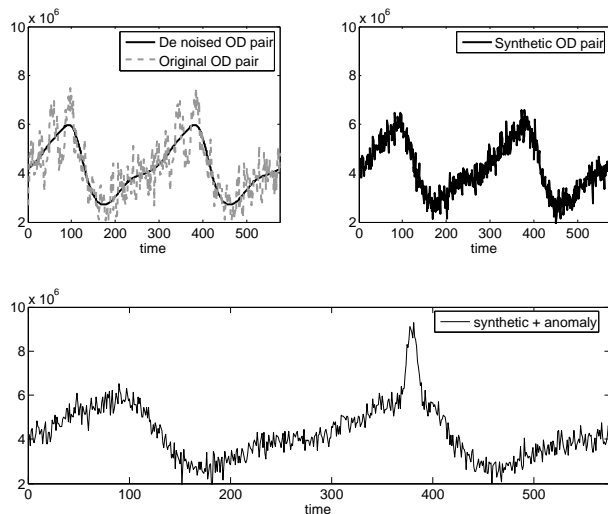 x 10^6
10
8
6
4
2
0 100 200 300 400 500
time
De noised OD pair
Original OD pair
x 10^6
10
8
6
4
2
0 100 200 300 400 500
time
Synthetic OD pair
x 10^6
10
8
6
4
2
0 100 200 300 400 500
time
synthetic + anomaly